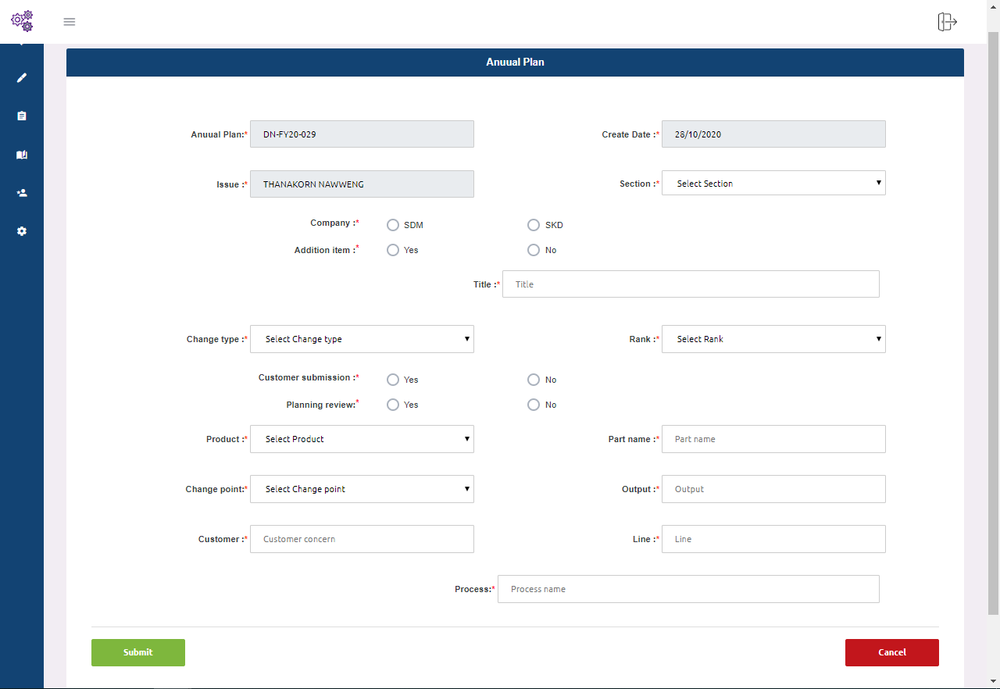 Anuual Plan
Anuual Plan:* DN-FY20-029 Create Date :* 28/10/2020
Issue :* THANAKORN NAWWENG Section :* Select Section
Company :* SDM SKD
Addition item :* Yes No
Title :* Title
Change type :* Select Change type Rank :* Select Rank
Customer submission :* Yes No
Planning review:* Yes No
Product :* Select Product Part name :* Part name
Change point:* Select Change point Output :* Output
Customer :* Customer concern Line :* Line
Process:* Process name
Submit Cancel